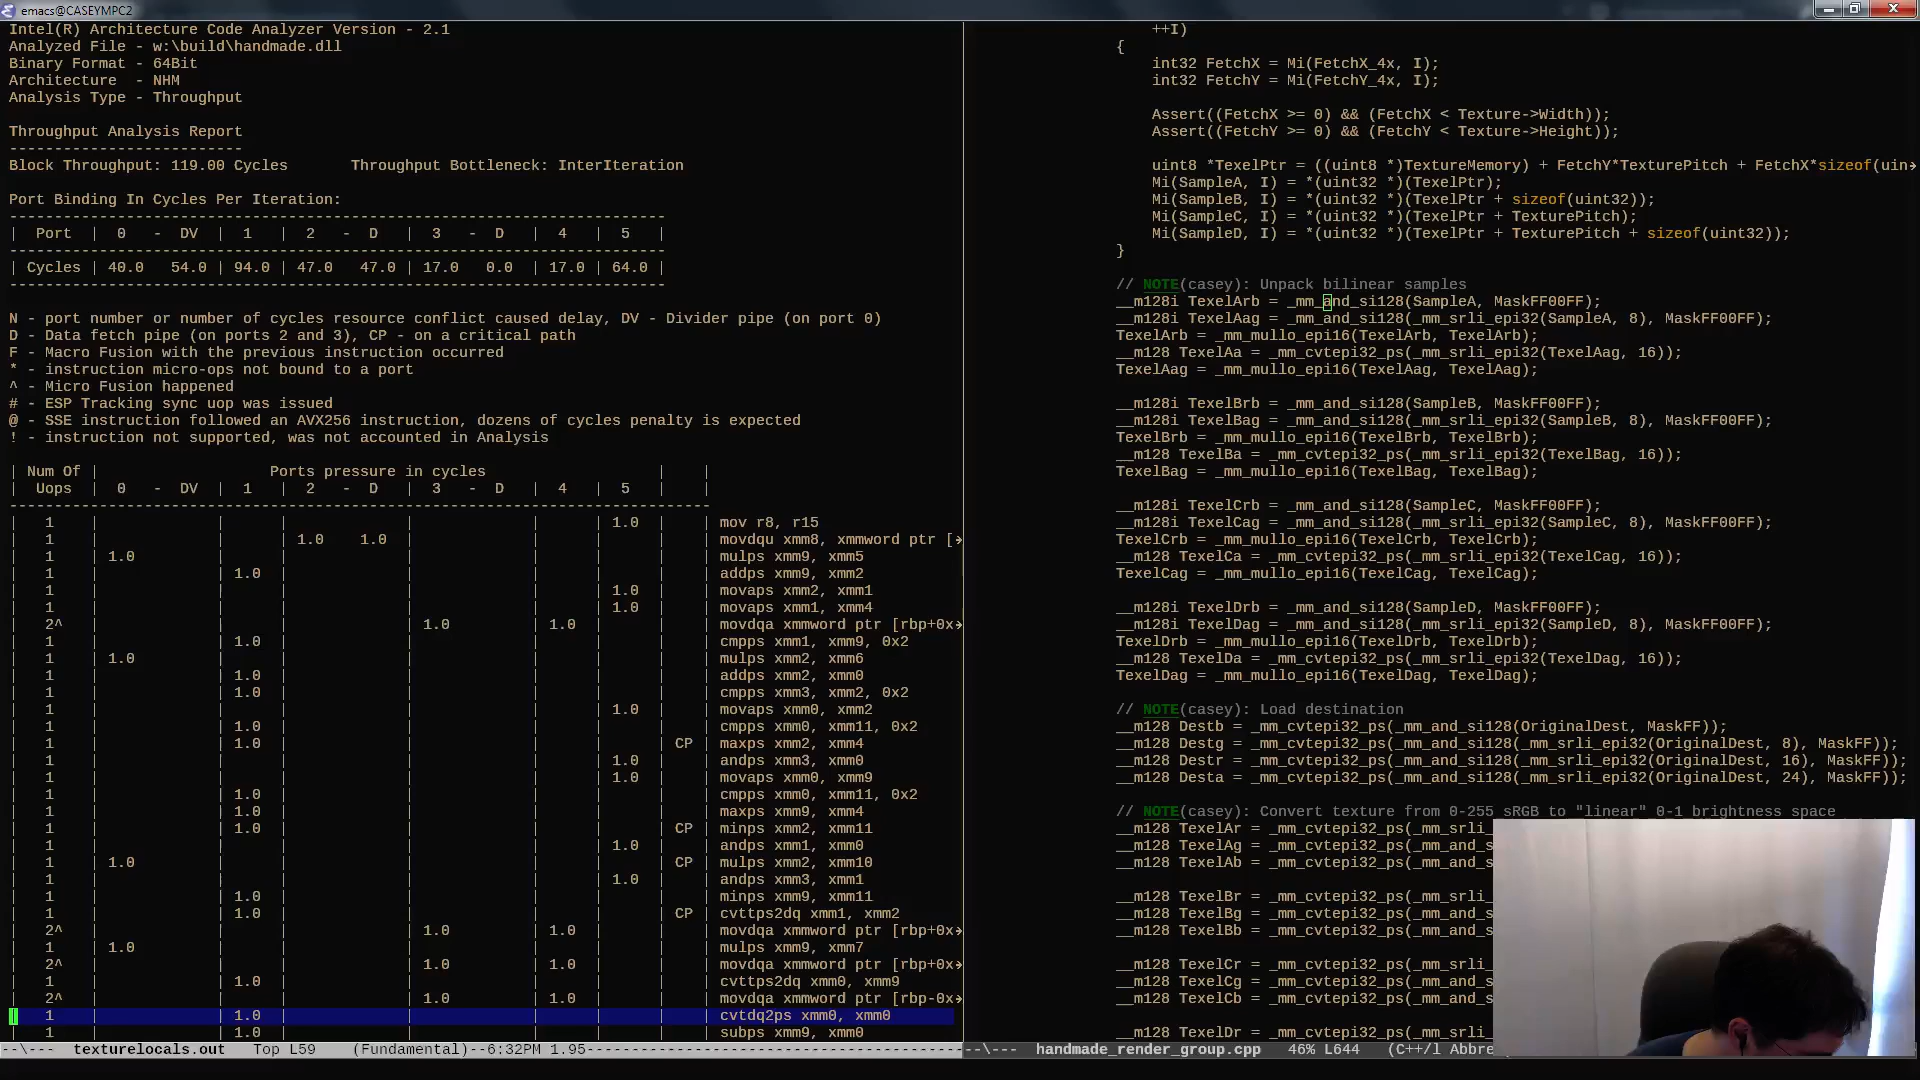 emacs@CASEYMPC2
Intel(R) Architecture Code Analyzer Version - 2.1
Analyzed File - w:\build\handmade.dll
Binary Format - 64Bit
Architecture  - NHM
Analysis Type - Throughput
Throughput Analysis Report
--------------------------
Block Throughput: 119.00 Cycles       Throughput Bottleneck: InterIteration
Port Binding In Cycles Per Iteration:
-------------------------------------------------------------------------
|  Port  |  0   -  DV  |  1   |  2   -  D   |  3   -  D   |  4   |  5   |
-------------------------------------------------------------------------
| Cycles | 40.0   54.0 | 94.0 | 47.0   47.0 | 17.0   0.0  | 17.0 | 64.0 |
-------------------------------------------------------------------------
N - port number or number of cycles resource conflict caused delay, DV - Divider pipe (on port 0)
D - Data fetch pipe (on ports 2 and 3), CP - on a critical path
F - Macro Fusion with the previous instruction occurred
* - instruction micro-ops not bound to a port
^ - Micro Fusion happened
# - ESP Tracking sync uop was issued
@ - SSE instruction followed an AVX256 instruction, dozens of cycles penalty is expected
! - instruction not supported, was not accounted in Analysis
| Num Of |                   Ports pressure in cycles                   |    |
|  Uops  |  0  -  DV  |  1  |  2  -  D  |  3  -  D  |  4  |  5  |    |
------------------------------------------------------------------------------
|   1    |           |     |           |           |     | 1.0 |    | mov r8, r15
|   1    |           |     | 1.0   1.0 |           |     |     |    | movdqu xmm8, xmmword ptr [
|   1    | 1.0       |     |           |           |     |     |    | mulps xmm9, xmm5
|   1    |           | 1.0 |           |           |     |     |    | addps xmm9, xmm2
|   1    |           |     |           |           |     | 1.0 |    | movaps xmm2, xmm1
|   1    |           |     |           |           |     | 1.0 |    | movaps xmm1, xmm4
|   2^   |           |     |           | 1.0       | 1.0 |     |    | movdqa xmmword ptr [rbp+0x
|   1    |           | 1.0 |           |           |     |     |    | cmpps xmm1, xmm9, 0x2
|   1    | 1.0       |     |           |           |     |     |    | mulps xmm2, xmm6
|   1    |           | 1.0 |           |           |     |     |    | addps xmm2, xmm0
|   1    |           | 1.0 |           |           |     |     |    | cmpps xmm3, xmm2, 0x2
|   1    |           |     |           |           |     | 1.0 |    | movaps xmm0, xmm2
|   1    |           | 1.0 |           |           |     |     |    | cmpps xmm0, xmm11, 0x2
|   1    |           | 1.0 |           |           |     |     | CP | maxps xmm2, xmm4
|   1    |           |     |           |           |     | 1.0 |    | andps xmm3, xmm0
|   1    |           |     |           |           |     | 1.0 |    | movaps xmm0, xmm9
|   1    |           | 1.0 |           |           |     |     |    | cmpps xmm0, xmm11, 0x2
|   1    |           | 1.0 |           |           |     |     |    | maxps xmm9, xmm4
|   1    |           | 1.0 |           |           |     |     | CP | minps xmm2, xmm11
|   1    |           |     |           |           |     | 1.0 |    | andps xmm1, xmm0
|   1    | 1.0       |     |           |           |     |     | CP | mulps xmm2, xmm10
|   1    |           |     |           |           |     | 1.0 |    | andps xmm3, xmm1
|   1    |           | 1.0 |           |           |     |     |    | minps xmm9, xmm11
|   1    |           | 1.0 |           |           |     |     | CP | cvttps2dq xmm1, xmm2
|   2^   |           |     |           | 1.0       | 1.0 |     |    | movdqa xmmword ptr [rbp+0x
|   1    | 1.0       |     |           |           |     |     |    | mulps xmm9, xmm7
|   2^   |           |     |           | 1.0       | 1.0 |     |    | movdqa xmmword ptr [rbp+0x
|   1    |           | 1.0 |           |           |     |     |    | cvttps2dq xmm0, xmm9
|   2^   |           |     |           | 1.0       | 1.0 |     |    | movdqa xmmword ptr [rbp-0x
|   1    |           | 1.0 |           |           |     |     |    | cvtdq2ps xmm0, xmm0
|   1    |           | 1.0 |           |           |     |     |    | subps xmm9, xmm0
--\---  texturelocals.out   Top L59    (Fundamental)--6:32PM 1.95------------------------------------------
++I)
{
int32 FetchX = Mi(FetchX_4x, I);
int32 FetchY = Mi(FetchY_4x, I);
Assert((FetchX >= 0) && (FetchX < Texture->Width));
Assert((FetchY >= 0) && (FetchY < Texture->Height));
uint8 *TexelPtr = ((uint8 *)TextureMemory) + FetchY*TexturePitch + FetchX*sizeof(uin
Mi(SampleA, I) = *(uint32 *)(TexelPtr);
Mi(SampleB, I) = *(uint32 *)(TexelPtr + sizeof(uint32));
Mi(SampleC, I) = *(uint32 *)(TexelPtr + TexturePitch);
Mi(SampleD, I) = *(uint32 *)(TexelPtr + TexturePitch + sizeof(uint32));
}
// NOTE(casey): Unpack bilinear samples
__m128i TexelArb = _mm_and_si128(SampleA, MaskFF00FF);
__m128i TexelAag = _mm_and_si128(_mm_srli_epi32(SampleA, 8), MaskFF00FF);
TexelArb = _mm_mullo_epi16(TexelArb, TexelArb);
__m128 TexelAa = _mm_cvtepi32_ps(_mm_srli_epi32(TexelAag, 16));
TexelAag = _mm_mullo_epi16(TexelAag, TexelAag);
__m128i TexelBrb = _mm_and_si128(SampleB, MaskFF00FF);
__m128i TexelBag = _mm_and_si128(_mm_srli_epi32(SampleB, 8), MaskFF00FF);
TexelBrb = _mm_mullo_epi16(TexelBrb, TexelBrb);
__m128 TexelBa = _mm_cvtepi32_ps(_mm_srli_epi32(TexelBag, 16));
TexelBag = _mm_mullo_epi16(TexelBag, TexelBag);
__m128i TexelCrb = _mm_and_si128(SampleC, MaskFF00FF);
__m128i TexelCag = _mm_and_si128(_mm_srli_epi32(SampleC, 8), MaskFF00FF);
TexelCrb = _mm_mullo_epi16(TexelCrb, TexelCrb);
__m128 TexelCa = _mm_cvtepi32_ps(_mm_srli_epi32(TexelCag, 16));
TexelCag = _mm_mullo_epi16(TexelCag, TexelCag);
__m128i TexelDrb = _mm_and_si128(SampleD, MaskFF00FF);
__m128i TexelDag = _mm_and_si128(_mm_srli_epi32(SampleD, 8), MaskFF00FF);
TexelDrb = _mm_mullo_epi16(TexelDrb, TexelDrb);
__m128 TexelDa = _mm_cvtepi32_ps(_mm_srli_epi32(TexelDag, 16));
TexelDag = _mm_mullo_epi16(TexelDag, TexelDag);
// NOTE(casey): Load destination
__m128 Destb = _mm_cvtepi32_ps(_mm_and_si128(OriginalDest, MaskFF));
__m128 Destg = _mm_cvtepi32_ps(_mm_and_si128(_mm_srli_epi32(OriginalDest, 8), MaskFF));
__m128 Destr = _mm_cvtepi32_ps(_mm_and_si128(_mm_srli_epi32(OriginalDest, 16), MaskFF));
__m128 Desta = _mm_cvtepi32_ps(_mm_and_si128(_mm_srli_epi32(OriginalDest, 24), MaskFF));
// NOTE(casey): Convert texture from 0-255 sRGB to "linear" 0-1 brightness space
__m128 TexelAr = _mm_cvtepi32_ps(_mm_srli_
__m128 TexelAg = _mm_cvtepi32_ps(_mm_and_s
__m128 TexelAb = _mm_cvtepi32_ps(_mm_and_s
__m128 TexelBr = _mm_cvtepi32_ps(_mm_srli_
__m128 TexelBg = _mm_cvtepi32_ps(_mm_and_s
__m128 TexelBb = _mm_cvtepi32_ps(_mm_and_s
__m128 TexelCr = _mm_cvtepi32_ps(_mm_srli_
__m128 TexelCg = _mm_cvtepi32_ps(_mm_and_s
__m128 TexelCb = _mm_cvtepi32_ps(_mm_and_s
__m128 TexelDr = _mm_cvtepi32_ps(_mm_srli_
--\---  handmade_render_group.cpp   46% L644   (C++/l Abbre